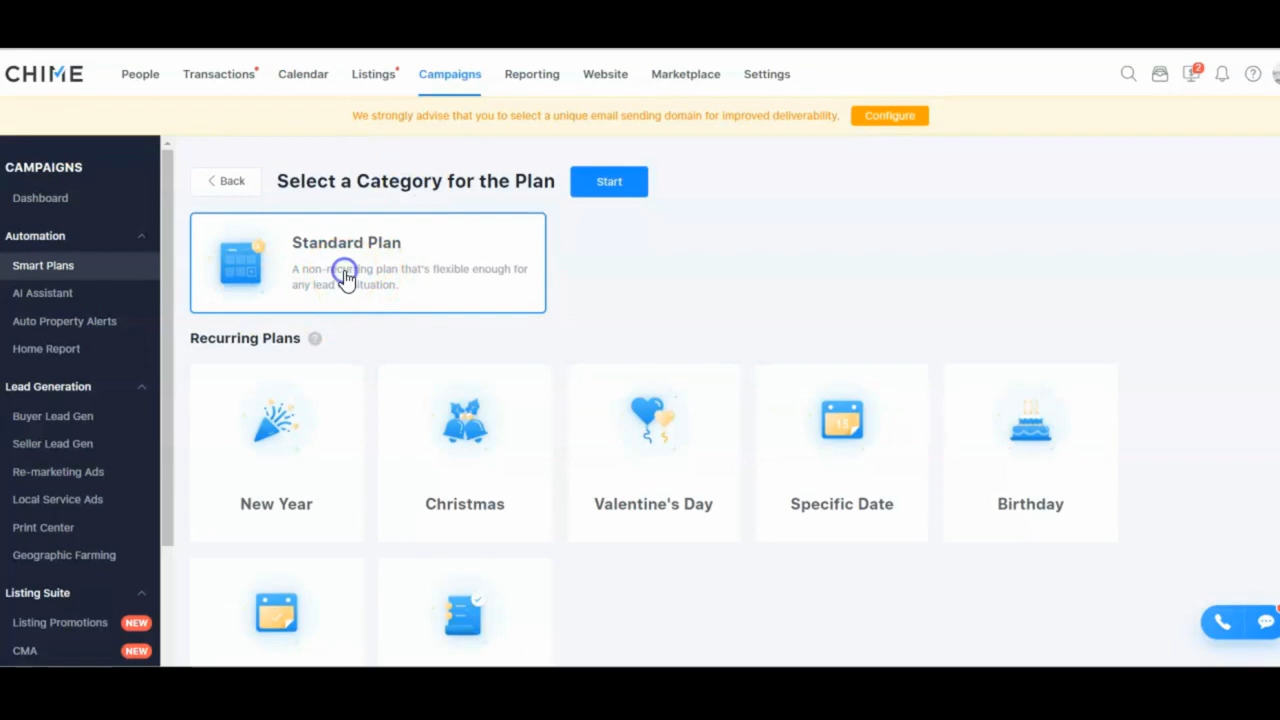 CHIME
People
Transactions
Calendar
Listings
Campaigns
Reporting
Website
Marketplace
Settings
2
We strongly advise that you to select a unique email sending domain for improved deliverability.
Configure
CAMPAIGNS
Dashboard
Automation
Smart Plans
AI Assistant
Auto Property Alerts
Home Report
Lead Generation
Buyer Lead Gen
Seller Lead Gen
Re-marketing Ads
Local Service Ads
Print Center
Geographic Farming
Listing Suite
Listing Promotions NEW
CMA NEW
Back
Select a Category for the Plan
Start
Standard Plan
A non-recurring plan that's flexible enough for
any lead situation.
Recurring Plans
New Year
Christmas
Valentine's Day
Specific Date
Birthday